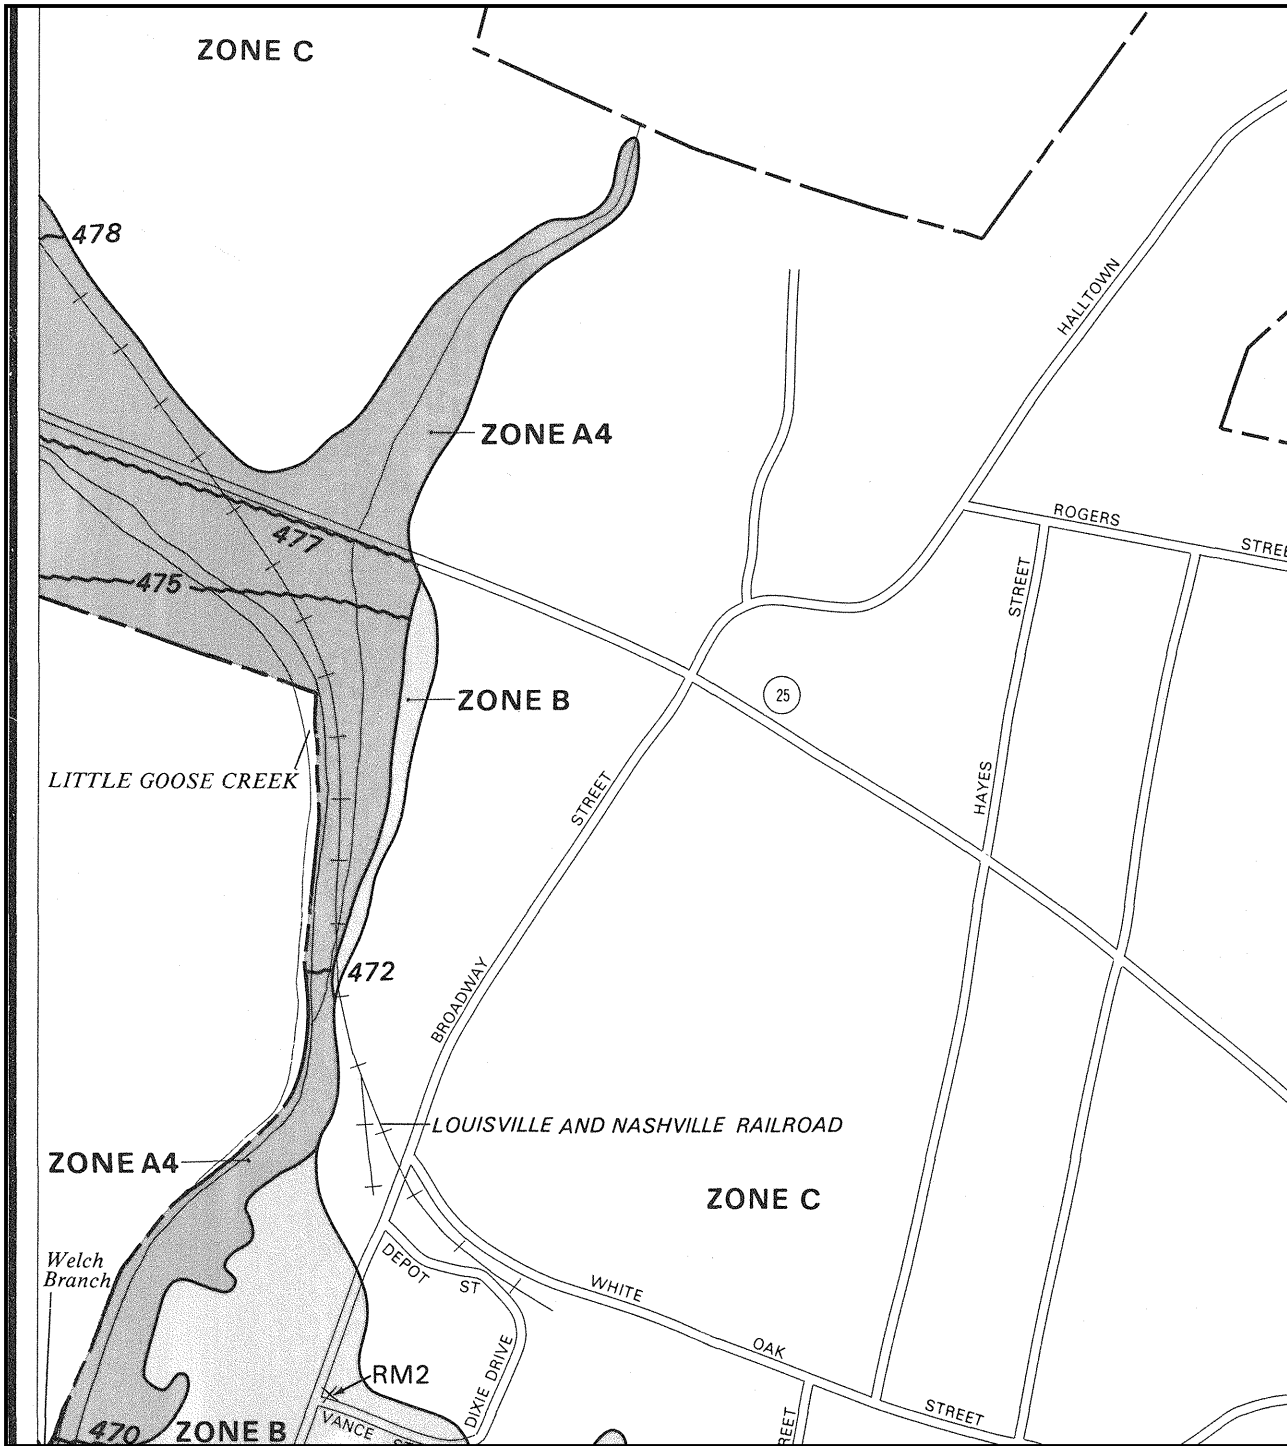 ZONE C
478
HALLTOWN
ZONE A4
ROGERS
STREET
477
475
STREET
ZONE B
25
LITTLE GOOSE CREEK
STREET
HAYES
472
BROADWAY
LOUISVILLE AND NASHVILLE RAILROAD
ZONE A4
ZONE C
Welch
Branch
DEPOT ST
WHITE
OAK
STREET
RM2
DIXIE DRIVE
470
ZONE B
VANCE